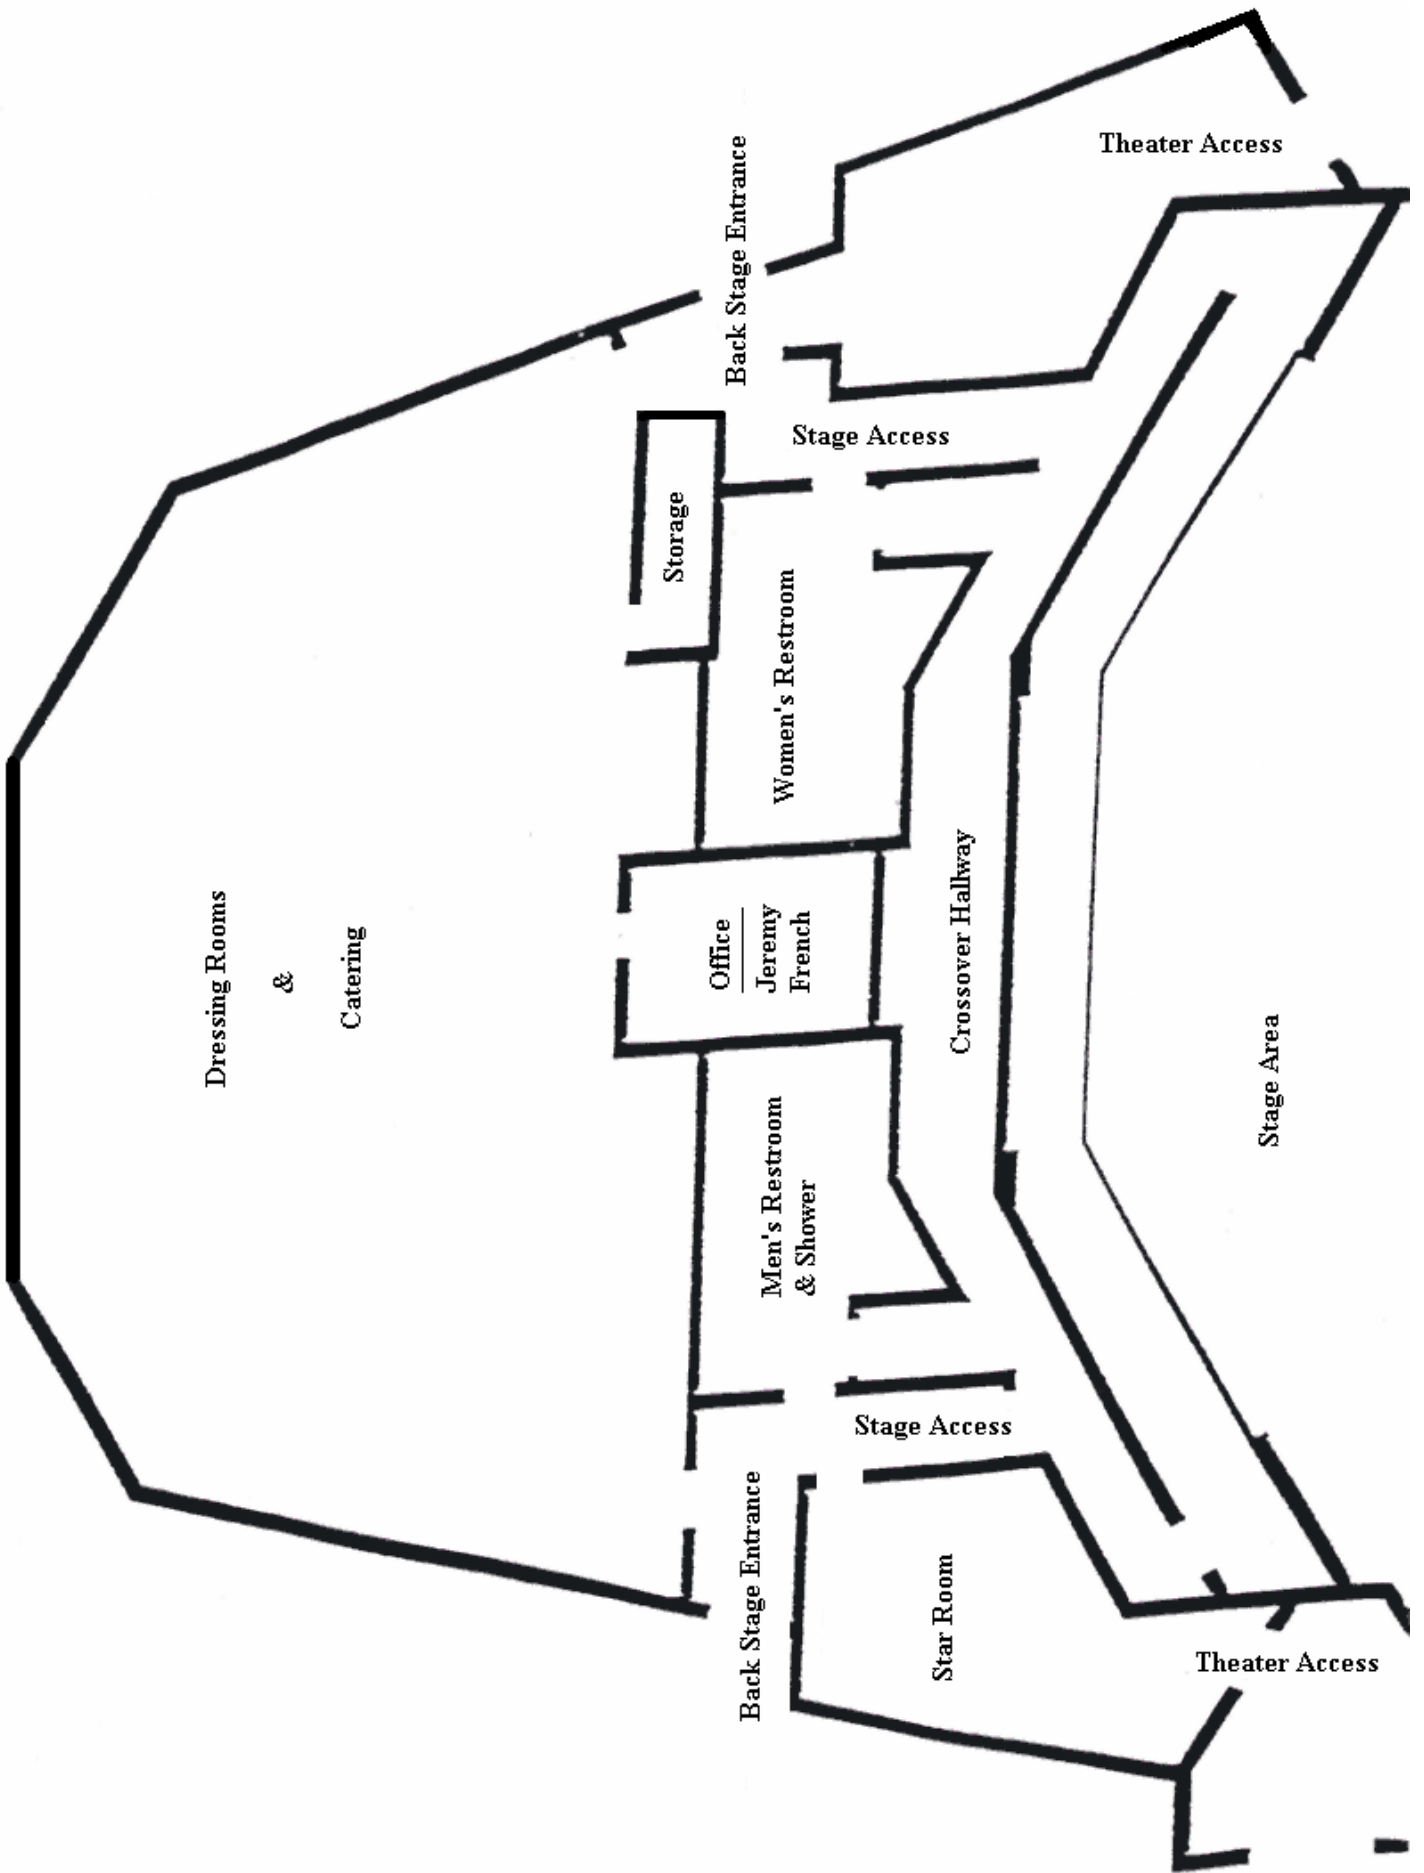 Theater Access
Back Stage Entrance
Stage Access
Storage
Women's Restroom
Dressing Rooms
&
Catering
Office
Jeremy
French
Crossover Hallway
Stage Area
Men's Restroom
& Shower
Stage Access
Back Stage Entrance
Star Room
Theater Access